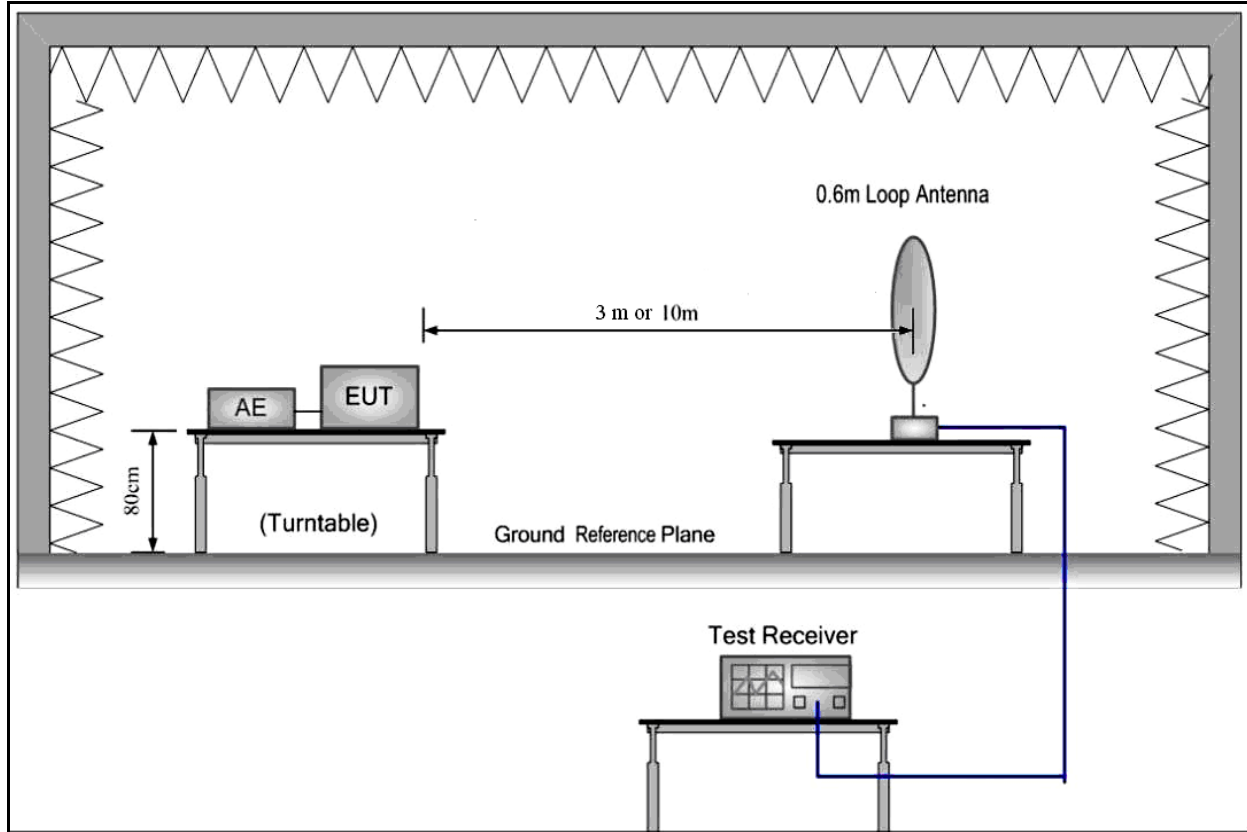 0.6m Loop Antenna
3 m or 10m
AE
EUT
80cm
(Turntable)
Ground Reference Plane
Test Receiver